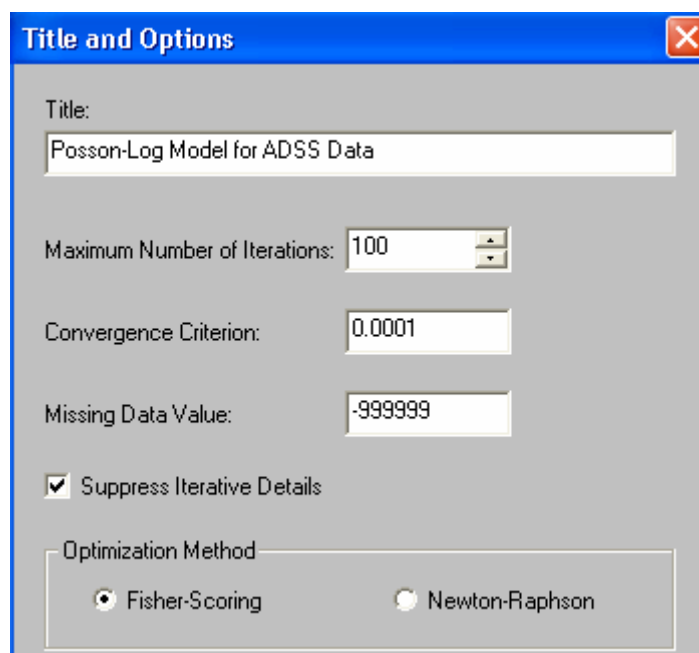 Title and Options
Title:
Posson-Log Model for ADSS Data
Maximum Number of Iterations: 100
Convergence Criterion: 0.0001
Missing Data Value: -999999
Suppress Iterative Details
Optimization Method
Fisher-Scoring Newton-Raphson